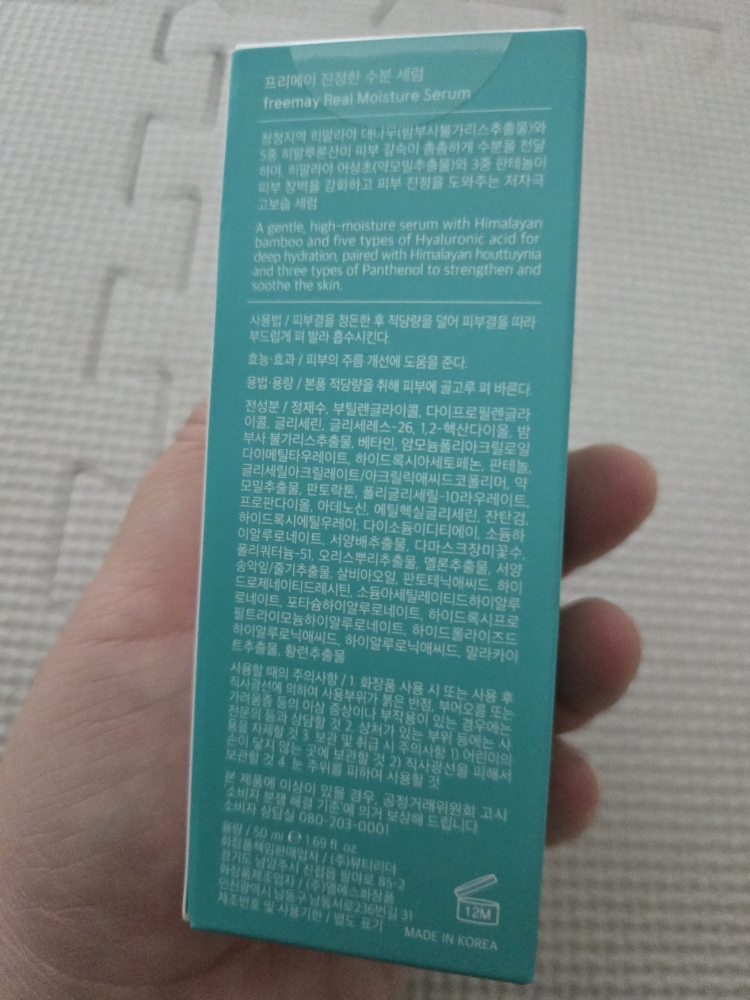 프리메이 진정한 수분 세럼
freemay Real Moisture Serum
청정지역 히말라야 대나무(밤부사불가리스추출물)와
5중 히알루론산이 피부 깊숙이 촘촘하게 수분을 전달
하며, 히말라야 어성초(약모밀추출물)와 3중 판테놀이
피부 장벽을 강화하고 피부 진정을 도와주는 저자극
고보습 세럼
A gentle, high-moisture serum with Himalayan
bamboo and five types of Hyaluronic acid for
deep hydration, paired with Himalayan houttuynia
and three types of Panthenol to strengthen and
soothe the skin.
사용법 / 피부결을 정돈한 후 적당량을 덜어 피부결을 따라
부드럽게 펴 발라 흡수시킨다.
효능·효과 / 피부의 주름 개선에 도움을 준다.
용법·용량 / 본품 적당량을 취해 피부에 골고루 펴 바른다.
전성분 / 정제수, 부틸렌글라이콜, 다이프로필렌글라
이콜, 글리세린, 글리세레스-26, 1,2-헥산다이올, 밤
부사 불가리스추출물, 베타인, 암모늄폴리아크릴로일
다이메틸타우레이트, 하이드록시아세토페논, 판테놀,
글리세릴아크릴레이트/아크릴릭애씨드코폴리머, 약
모밀추출물, 판토락톤, 폴리글리세릴-10라우레이트,
프로판다이올, 아데노신, 에틸헥실글리세린, 잔탄검,
하이드록시에틸우레아, 다이소듐이디티에이, 소듐하
이알루로네이트, 서양배추출물, 다마스크장미꽃수,
폴리쿼터늄-51, 오리스뿌리추출물, 멜론추출물, 서양
송악잎/줄기추출물, 살비아오일, 판토테닉애씨드, 하이
드로제네이티드레시틴, 소듐아세틸레이티드하이알루
로네이트, 포타슘하이알루로네이트, 하이드록시프로
필트라이모늄하이알루로네이트, 하이드롤라이즈드
하이알루로닉애씨드, 하이알루로닉애씨드, 말라카이
트추출물, 황련추출물
사용할 때의 주의사항 / 1. 화장품 사용 시 또는 사용 후
직사광선에 의하여 사용부위가 붉은 반점, 부어오름 또는
가려움증 등의 이상 증상이나 부작용이 있는 경우에는
전문의 등과 상담할 것 2. 상처가 있는 부위 등에는 사
용을 자제할 것 3. 보관 및 취급 시 주의사항 1) 어린이의
손이 닿지 않는 곳에 보관할 것 2) 직사광선을 피해서
보관할 것 4. 눈 주위를 피하여 사용할 것
본 제품에 이상이 있을 경우, 공정거래위원회 고시
'소비자 분쟁 해결 기준'에 의거 보상해 드립니다.
소비자 상담실 080-203-0001
용량 / 50 ml ℮ 1.69 fl. oz.
화장품책임판매업자 / (주)뷰티리더
경기도 남양주시 진접읍 팔야로 85-2
화장품제조업자 / (주)엘에스화장품
인천광역시 남동구 남동서로236번길 31
제조번호 및 사용기한 / 별도 표기
12M
MADE IN KOREA